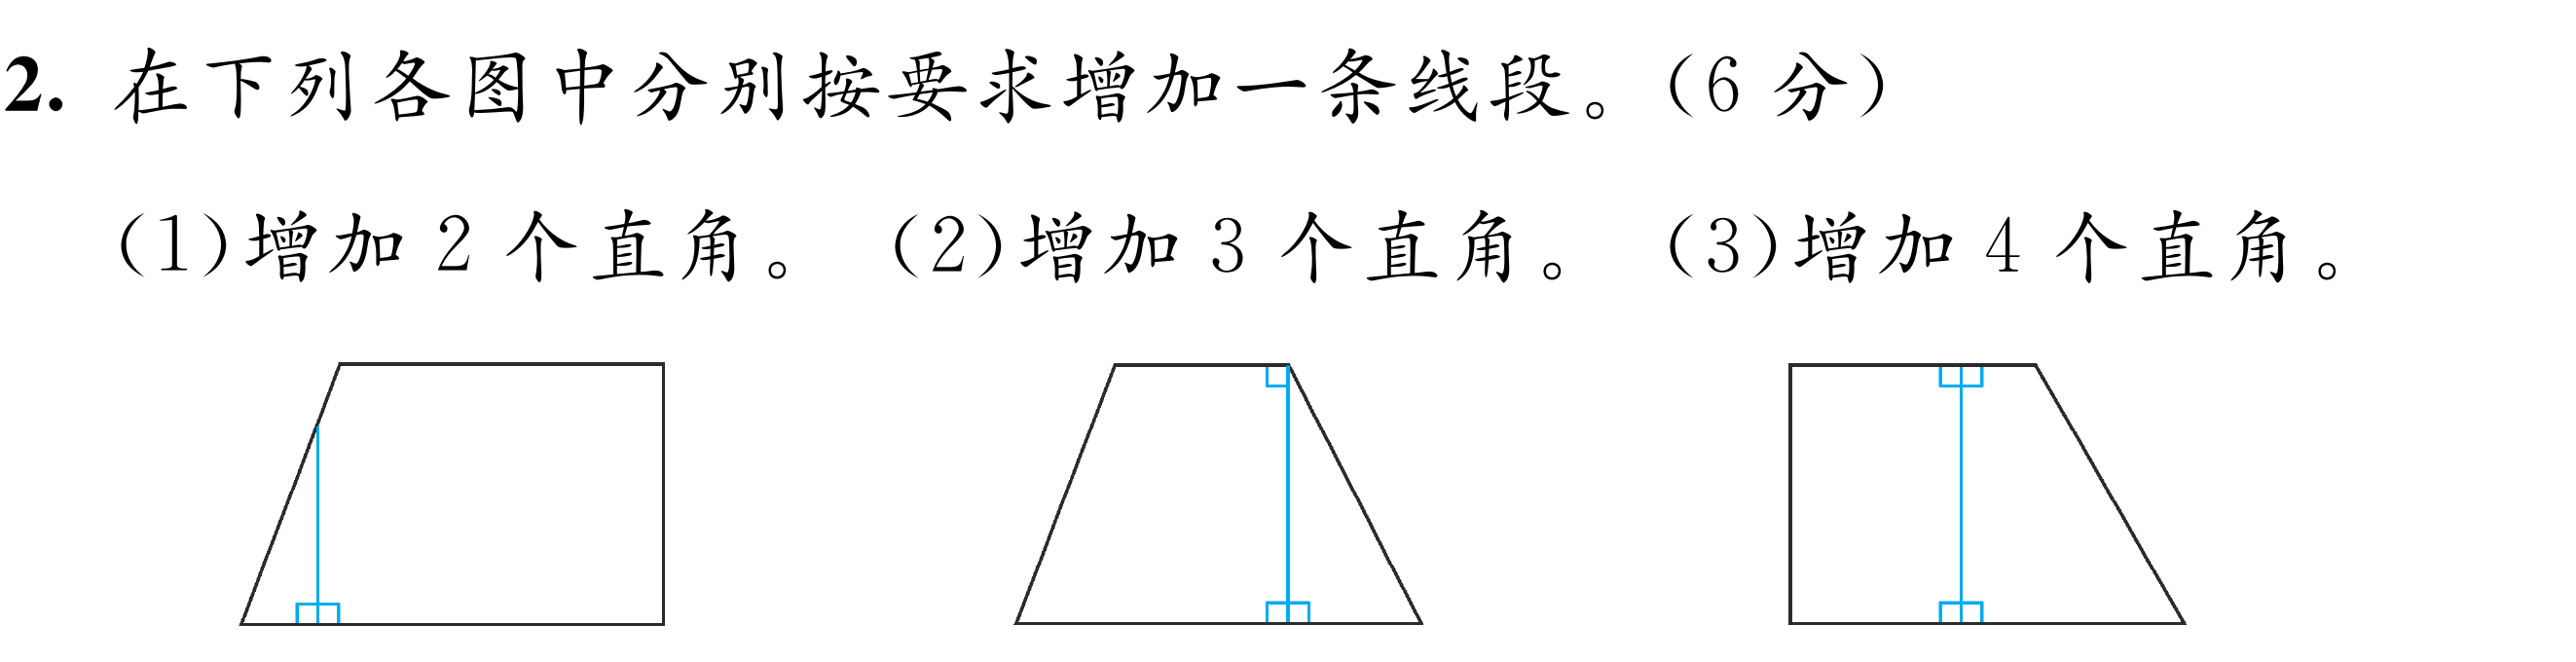 2. 在下列各图中分别按要求增加一条线段。(6 分)
(1)增加 2 个直角。 (2)增加 3 个直角。 (3)增加 4 个直角。